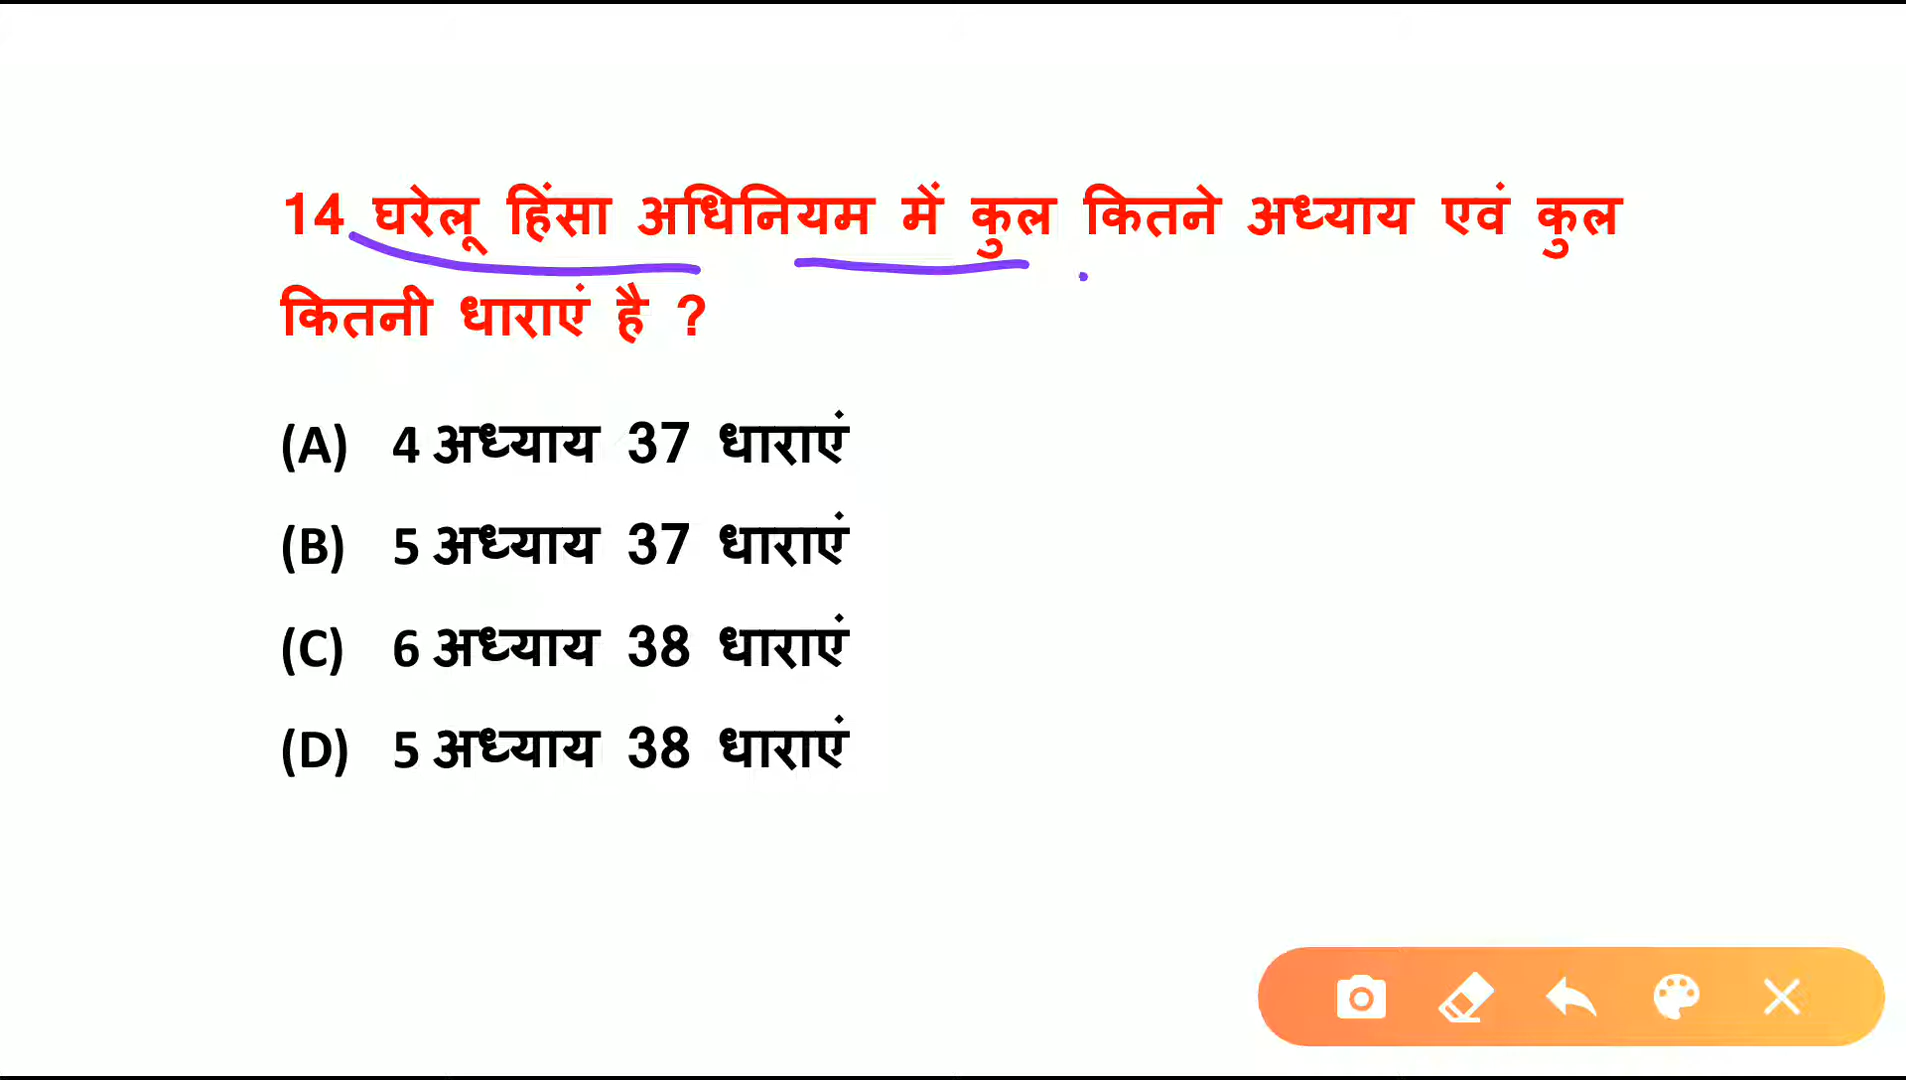 14 घरेलू हिंसा अधिनियम में कुल कितने अध्याय एवं कुल
कितनी धाराएं है ?
(A) 4 अध्याय 37 धाराएं
(B) 5 अध्याय 37 धाराएं
(C) 6 अध्याय 38 धाराएं
(D) 5 अध्याय 38 धाराएं